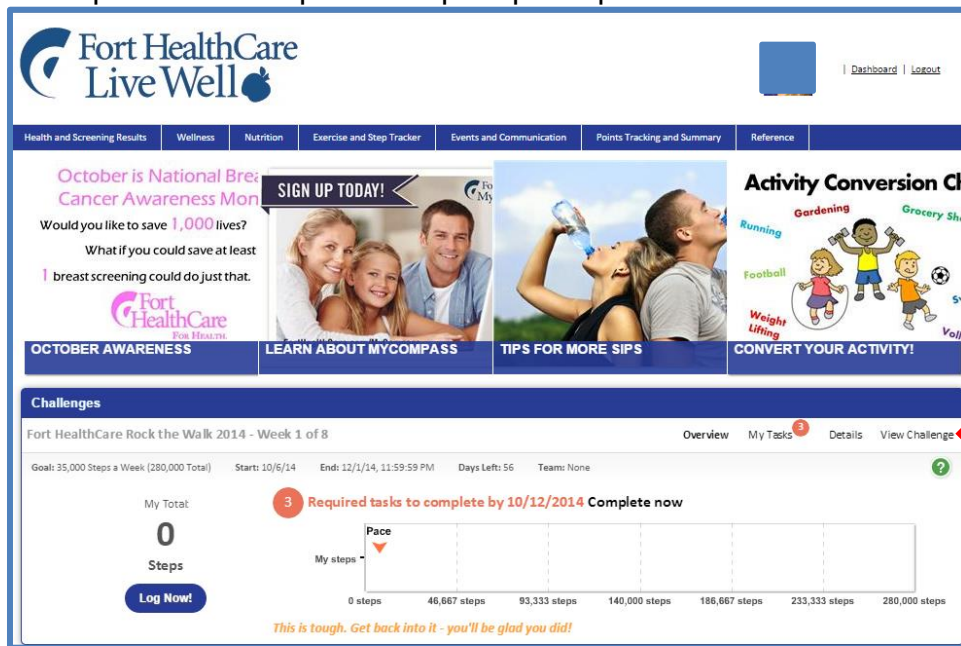 Fort HealthCare
Live Well
| Dashboard | Logout
Health and Screening Results Wellness Nutrition Exercise and Step Tracker Events and Communication Points Tracking and Summary Reference
October is National Brea
Cancer Awareness Mon
Would you like to save 1,000 lives?
What if you could save at least
1 breast screening could do just that.
Fort
HealthCare
FOR HEALTH.
OCTOBER AWARENESS
SIGN UP TODAY!
Fo
My
LEARN ABOUT MYCOMPASS
TIPS FOR MORE SIPS
Activity Conversion Ch
Gardening
Grocery Sho
Running
Football
Weight
Lifting
Voll
CONVERT YOUR ACTIVITY!
Challenges
Fort HealthCare Rock the Walk 2014 - Week 1 of 8
Overview My Tasks 3 Details View Challenge
Goal: 35,000 Steps a Week (280,000 Total) Start: 10/6/14 End: 12/1/14, 11:59:59 PM Days Left: 56 Team: None
?
My Total:
0
Steps
Log Now!
3 Required tasks to complete by 10/12/2014 Complete now
Pace
My steps
0 steps 46,667 steps 93,333 steps 140,000 steps 186,667 steps 233,333 steps 280,000 steps
This is tough. Get back into it - you'll be glad you did!